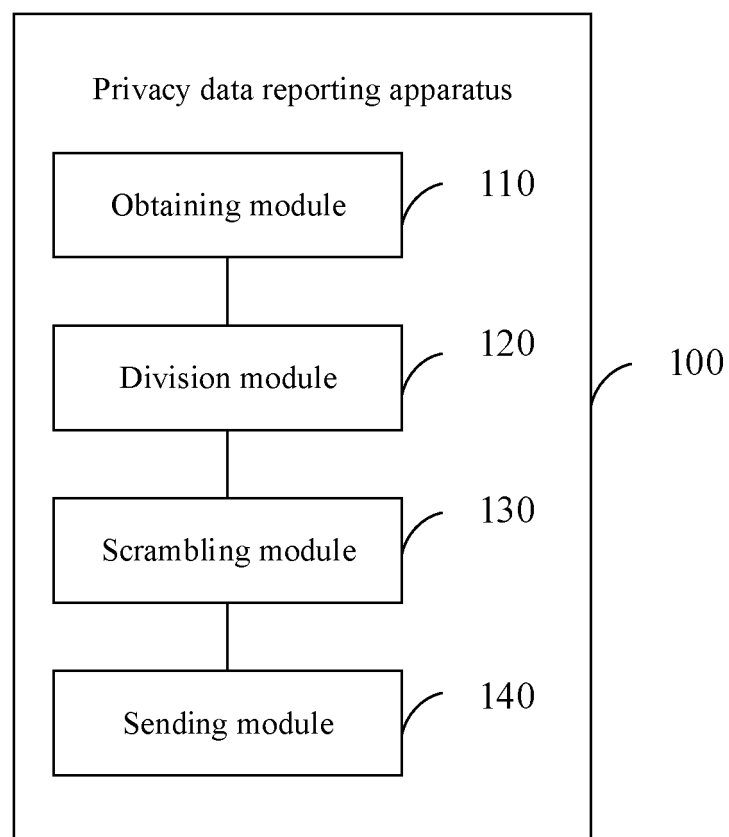 Privacy data reporting apparatus
110
Obtaining module
120
Division module
100
130
Scrambling module
140
Sending module